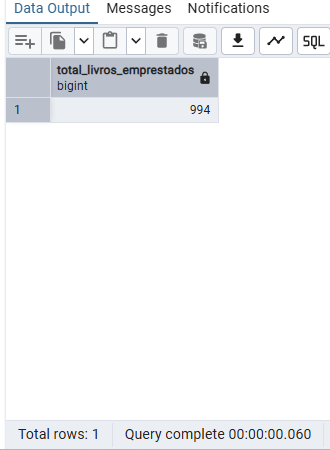 Data Output Messages Notifications
SQL
total_livros_emprestados
bigint
1 994
Total rows: 1 Query complete 00:00:00.060